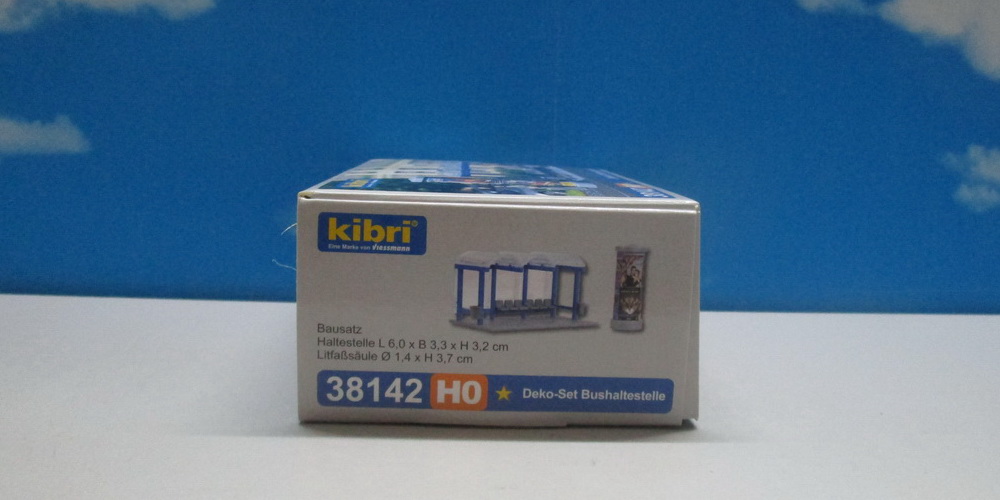 kibri
Eine Marke von Viessmann
Bausatz
Haltestelle L 6,0 x B 3,3 x H 3,2 cm
Litfaßsäule Ø 1,4 x H 3,7 cm
38142 H0 ★ Deko-Set Bushaltestelle